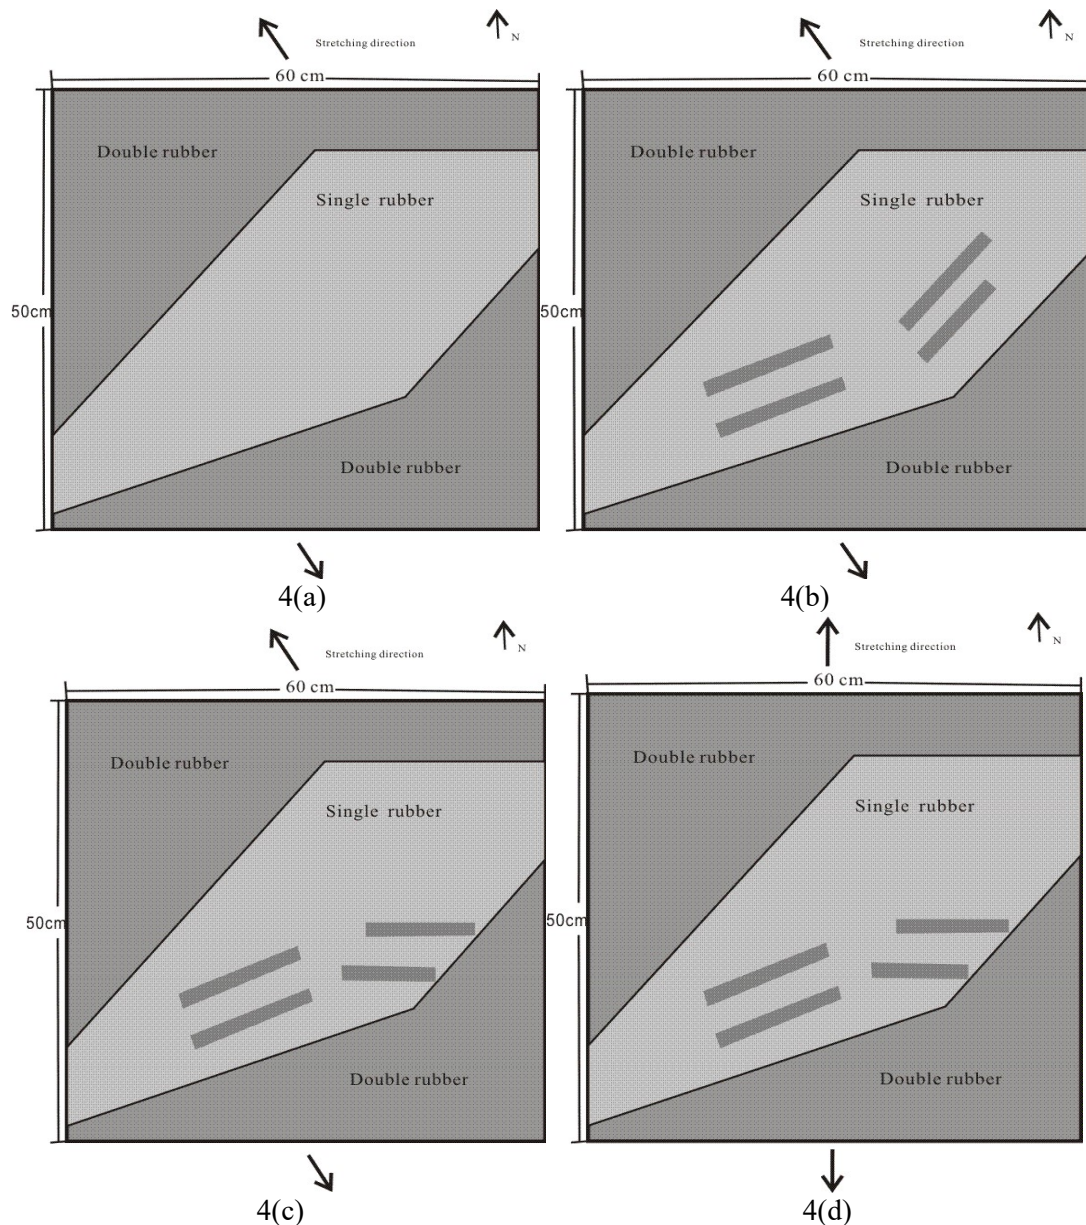 Stretching direction
N
60 cm
Double rubber
Single rubber
50cm
Double rubber
4(a)
Stretching direction
N
60 cm
Double rubber
Single rubber
50cm
Double rubber
4(b)
Stretching direction
N
60 cm
Double rubber
Single rubber
50cm
Double rubber
4(c)
Stretching direction
N
60 cm
Double rubber
Single rubber
50cm
Double rubber
4(d)